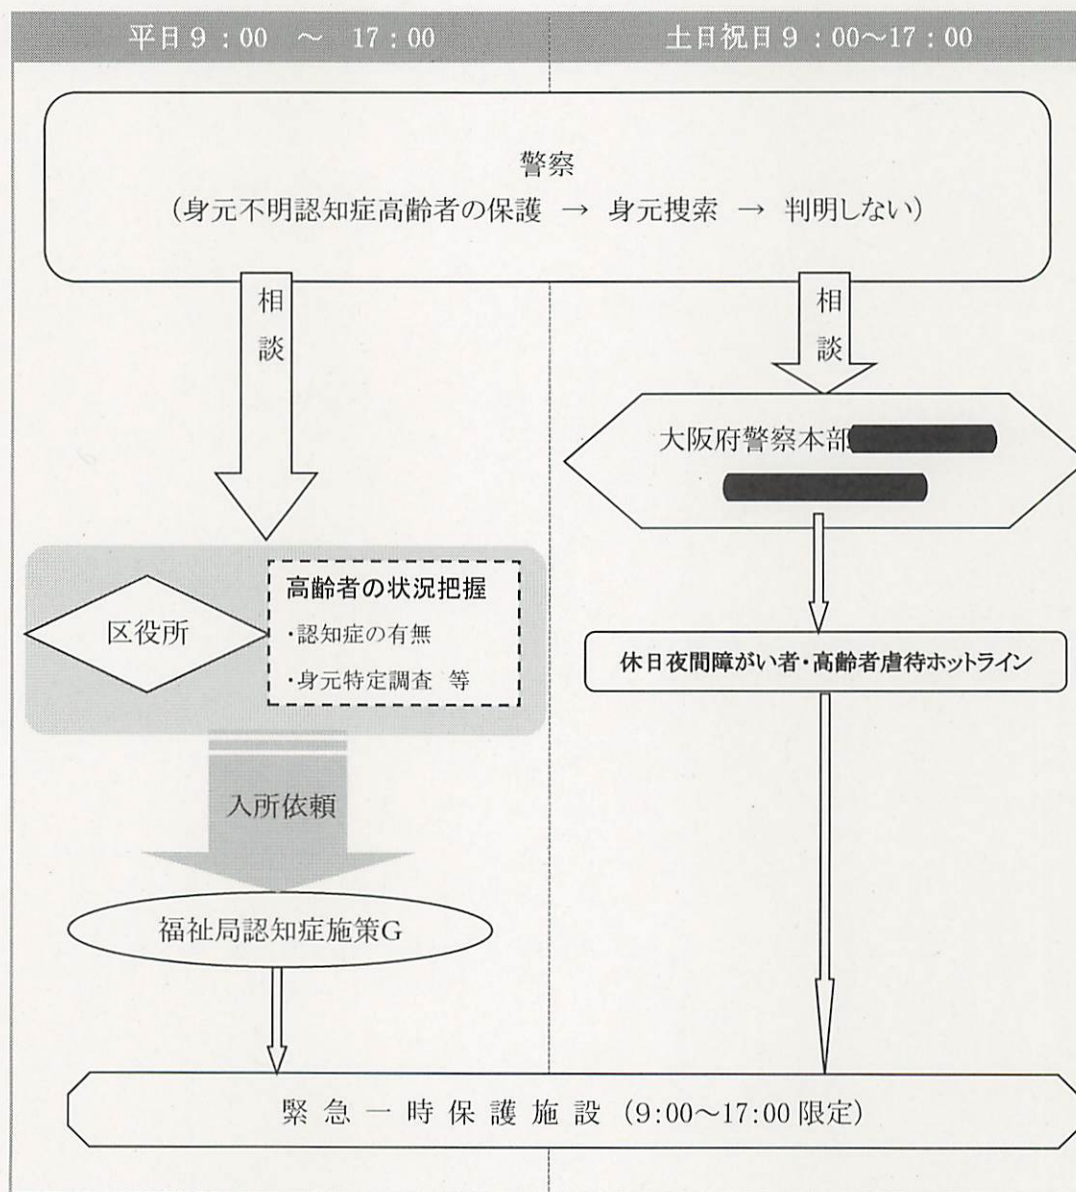 平日9：00 ～ 17：00
土日祝日9：00～17：00
警察
（身元不明認知症高齢者の保護 → 身元捜索 → 判明しない）
相談
相談
大阪府警察本部
区役所
高齢者の状況把握
・認知症の有無
・身元特定調査 等
休日夜間障がい者・高齢者虐待ホットライン
入所依頼
福祉局認知症施策G
緊急一時保護施設（9:00～17:00限定）